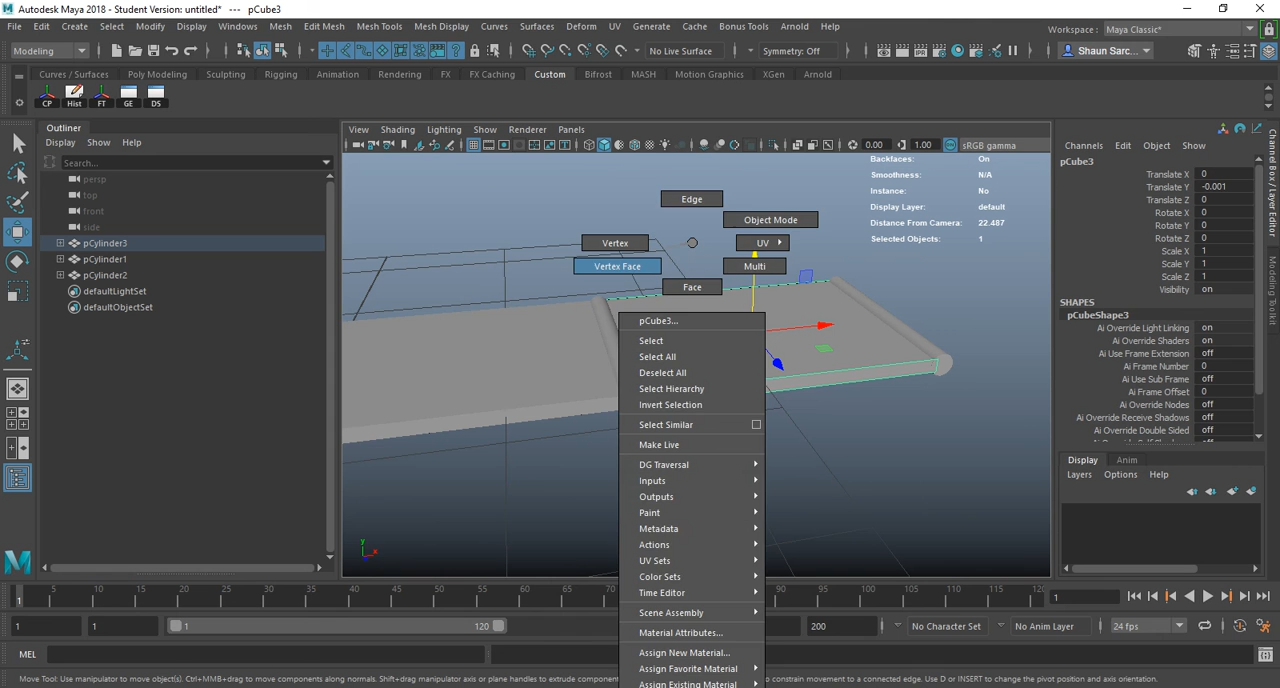 Autodesk Maya 2018 - Student Version: untitled*   ---   pCube3
File Edit Create Select Modify Display Windows Mesh Edit Mesh Mesh Tools Mesh Display Curves Surfaces Deform UV Generate Cache Bonus Tools Arnold Help
Workspace : Maya Classic*
Modeling No Live Surface Symmetry: Off Shaun Sarc...
Curves / Surfaces Poly Modeling Sculpting Rigging Animation Rendering FX FX Caching Custom Bifrost MASH Motion Graphics XGen Arnold
CP Hist FT GE DS
Outliner
Display Show Help
Search...
persp
top
front
side
pCylinder3
pCylinder1
pCylinder2
defaultLightSet
defaultObjectSet
View Shading Lighting Show Renderer Panels
0.00 1.00 sRGB gamma
Backfaces: On
Smoothness: N/A
Instance: No
Display Layer: default
Distance From Camera: 22.487
Selected Objects: 1
Edge
Object Mode
Vertex
UV
Vertex Face
Multi
Face
pCube3...
Select
Select All
Deselect All
Select Hierarchy
Invert Selection
Select Similar
Make Live
DG Traversal
Inputs
Outputs
Paint
Metadata
Actions
UV Sets
Color Sets
Time Editor
Scene Assembly
Material Attributes...
Assign New Material...
Assign Favorite Material
Assign Existing Material
y
x
Channels Edit Object Show
pCube3
Translate X 0
Translate Y -0.001
Translate Z 0
Rotate X 0
Rotate Y 0
Rotate Z 0
Scale X 1
Scale Y 1
Scale Z 1
Visibility on
SHAPES
pCubeShape3
Ai Override Light Linking on
Ai Override Shaders on
Ai Use Frame Extension off
Ai Frame Number 0
Ai Use Sub Frame off
Ai Frame Offset 0
Ai Override Nodes off
Ai Override Receive Shadows off
Ai Override Double Sided off
Display Anim
Layers Options Help
Channel Box / Layer Editor
Modeling Toolkit
1 5 10 15 20 25 30 35 40 45 50 55 60 65 80 85 90 95 100 105 110 115 120
1
1 1 1 120 200 No Character Set No Anim Layer 24 fps
MEL
Move Tool: Use manipulator to move object(s). Ctrl+MMB+drag to move components along normals. Shift+drag manipulator axis or plane handles to extrude component
onstrain movement to a connected edge. Use D or INSERT to change the pivot position and axis orientation.